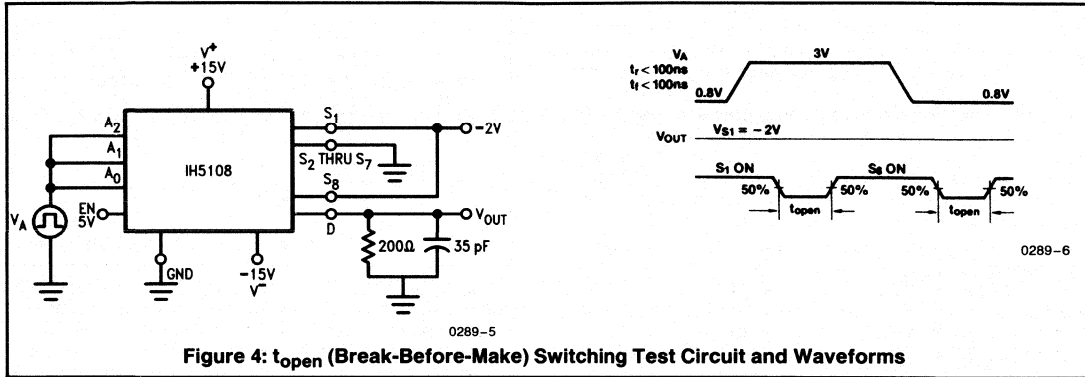 V+
+15V
A2
A1
A0
IH5108
S1
-2V
S2 THRU S7
S8
EN
5V
VA
D
VOUT
200Ω
35 pF
GND
-15V
V-
0289-5
VA
tr < 100ns
tf < 100ns
3V
0.8V
0.8V
VOUT
VS1 = -2V
S1 ON
S8 ON
50%
50%
50%
50%
topen
topen
0289-6
Figure 4: topen (Break-Before-Make) Switching Test Circuit and Waveforms